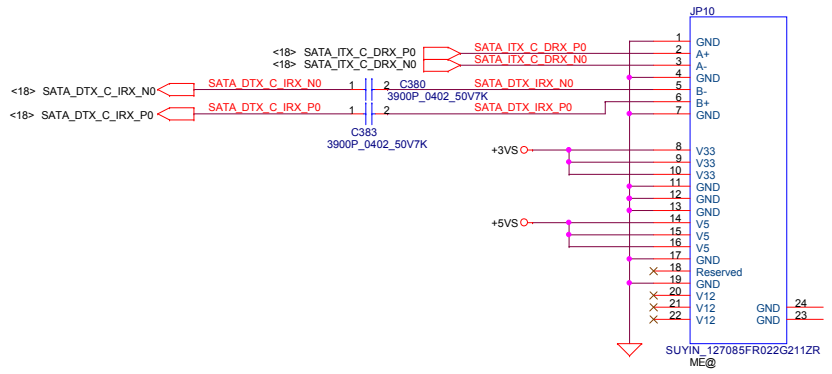 JP10
1 GND
<18> SATA_ITX_C_DRX_P0 SATA_ITX_C_DRX_P0 2 A+
<18> SATA_ITX_C_DRX_N0 SATA_ITX_C_DRX_N0 3 A-
4 GND
<18> SATA_DTX_C_IRX_N0 SATA_DTX_C_IRX_N0 1 2 C380 SATA_DTX_IRX_N0 5 B-
3900P_0402_50V7K
<18> SATA_DTX_C_IRX_P0 SATA_DTX_C_IRX_P0 1 2 SATA_DTX_IRX_P0 6 B+
7 GND
C383
3900P_0402_50V7K
+3VS 8 V33
9 V33
10 V33
11 GND
12 GND
13 GND
+5VS 14 V5
15 V5
16 V5
17 GND
18 Reserved
19 GND
20 V12
21 V12 GND 24
22 V12 GND 23
SUYIN_127085FR022G211ZR
ME@